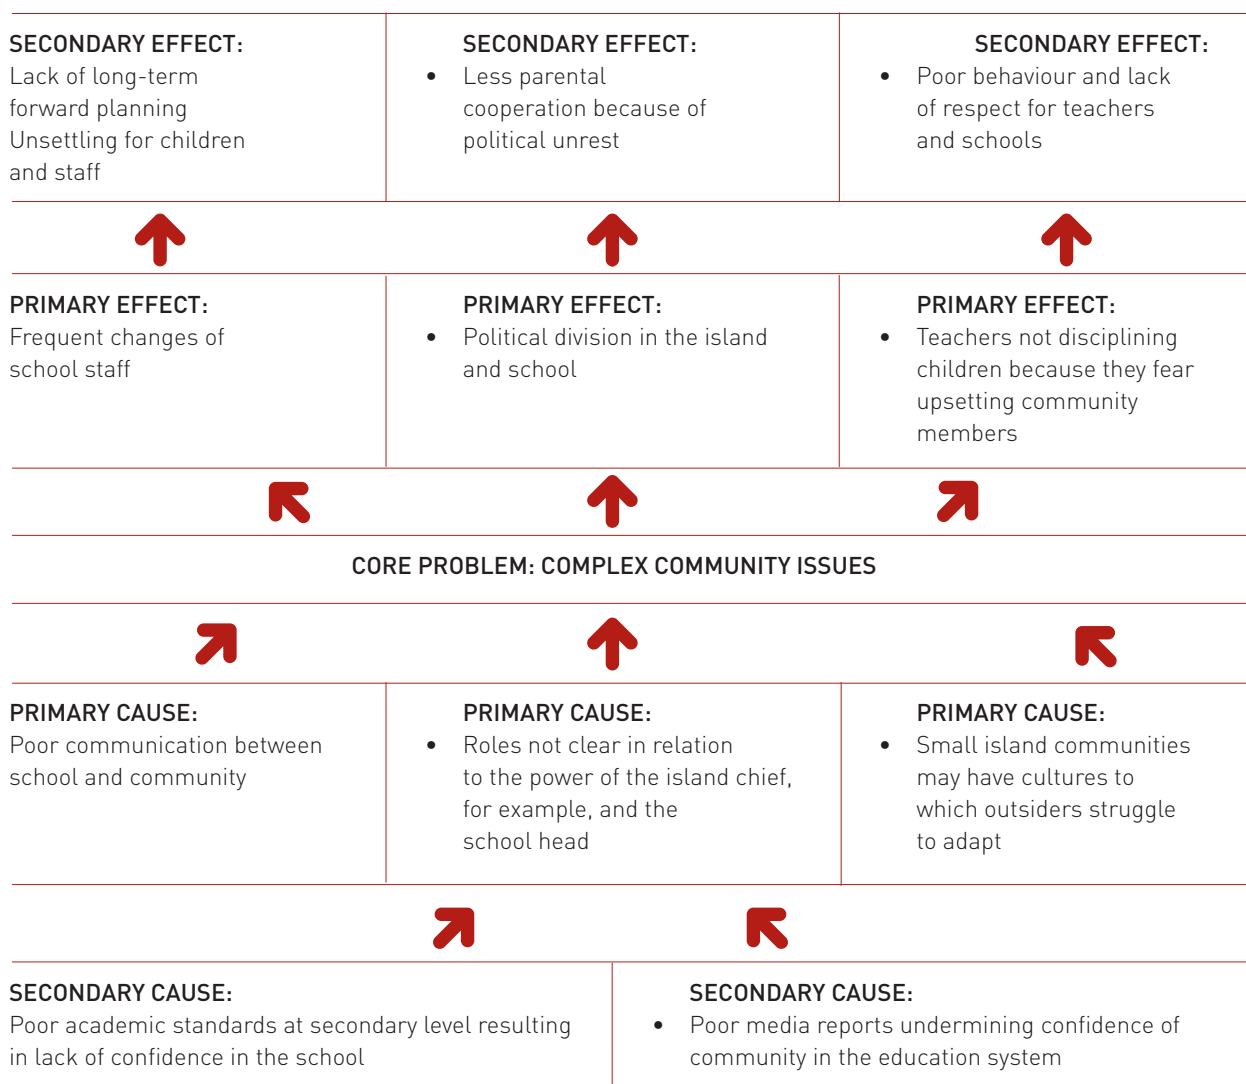 SECONDARY EFFECT:
Lack of long-term
forward planning
Unsettling for children
and staff
SECONDARY EFFECT:
• Less parental
cooperation because of
political unrest
SECONDARY EFFECT:
• Poor behaviour and lack
of respect for teachers
and schools
PRIMARY EFFECT:
Frequent changes of
school staff
PRIMARY EFFECT:
• Political division in the island
and school
PRIMARY EFFECT:
• Teachers not disciplining
children because they fear
upsetting community
members
CORE PROBLEM: COMPLEX COMMUNITY ISSUES
PRIMARY CAUSE:
Poor communication between
school and community
PRIMARY CAUSE:
• Roles not clear in relation
to the power of the island chief,
for example, and the
school head
PRIMARY CAUSE:
• Small island communities
may have cultures to
which outsiders struggle
to adapt
SECONDARY CAUSE:
Poor academic standards at secondary level resulting
in lack of confidence in the school
SECONDARY CAUSE:
• Poor media reports undermining confidence of
community in the education system